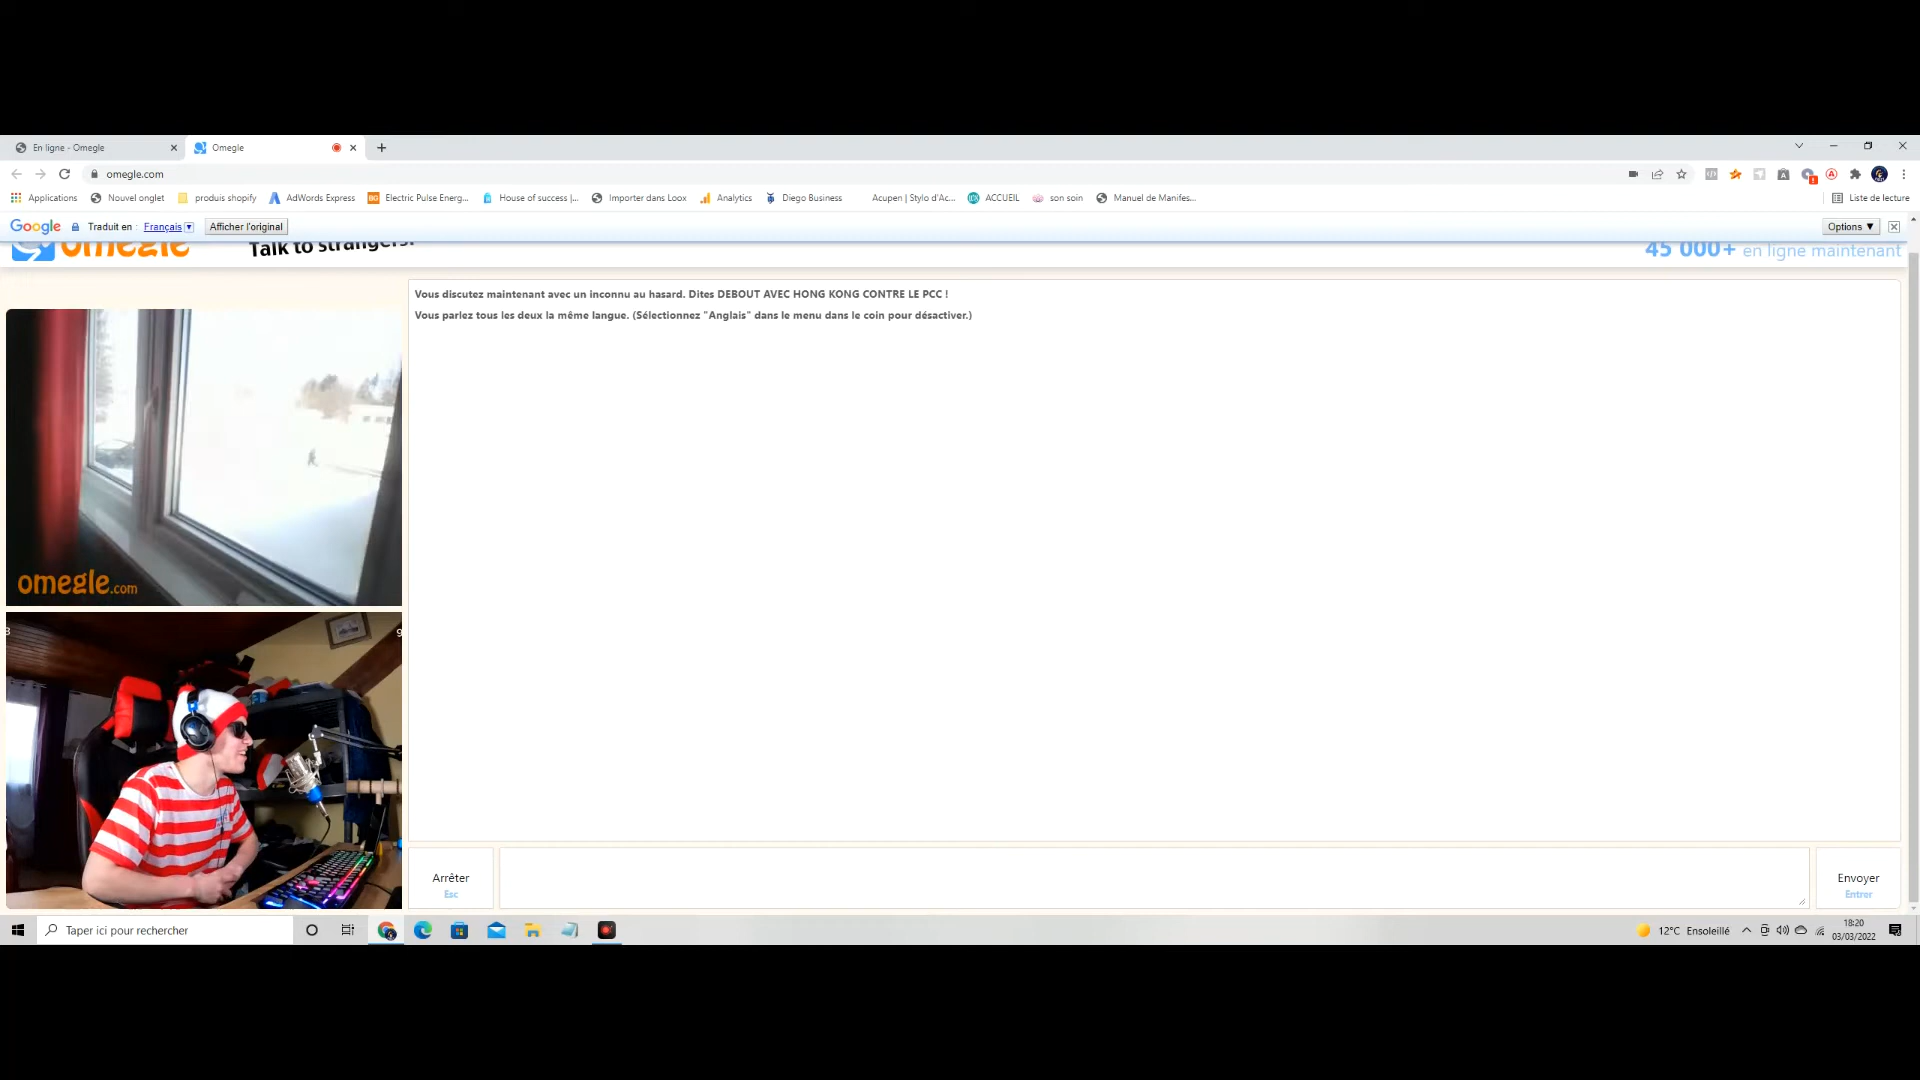 En ligne - Omegle
Omegle
omegle.com
Applications
Nouvel onglet
produis shopify
AdWords Express
Electric Pulse Energ...
House of success |...
Importer dans Loox
Analytics
Diego Business
Acupen | Stylo d'Ac...
ACCUEIL
son soin
Manuel de Manifes...
Liste de lecture
Google
Traduit en :
Français
Afficher l'original
Options ▼
omegle
Talk to strangers!
45 000+ en ligne maintenant
Vous discutez maintenant avec un inconnu au hasard. Dites DEBOUT AVEC HONG KONG CONTRE LE PCC !
Vous parlez tous les deux la même langue. (Sélectionnez "Anglais" dans le menu dans le coin pour désactiver.)
omegle.com
3
9
Arrêter
Esc
Envoyer
Entrer
Taper ici pour rechercher
12°C Ensoleillé
18:20
03/03/2022